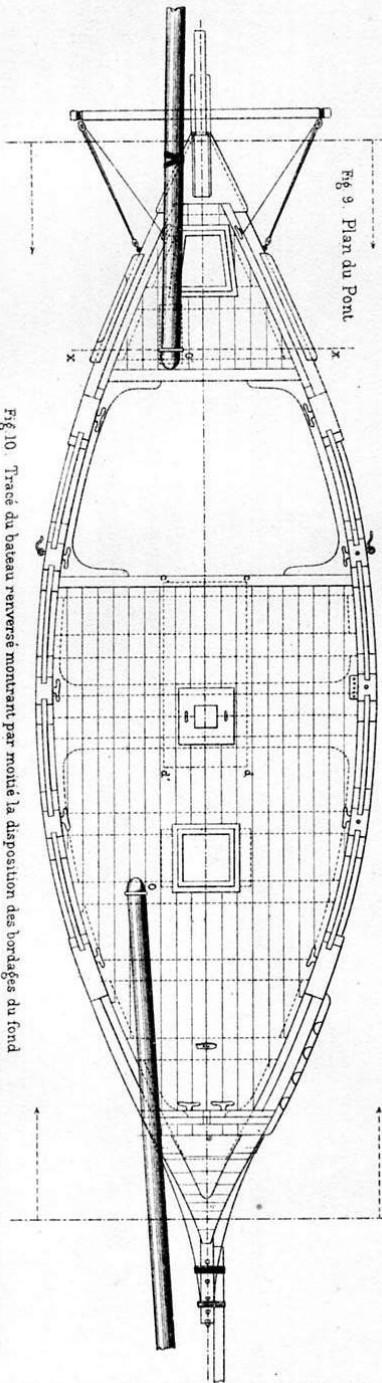 Fig 9. Plan du Pont
x
x
o
c
c
d'
d
o
Fig 10. Tracé du bateau renversé montrant par moitié la disposition des bordages du fond